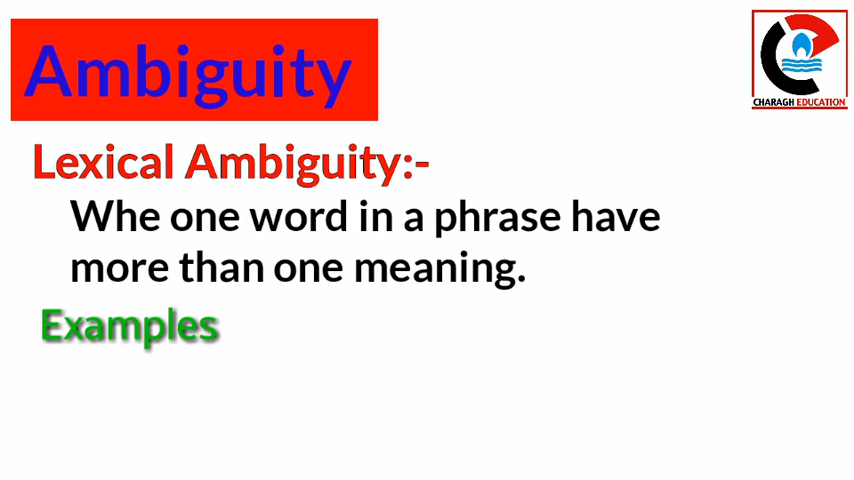 Ambiguity
CHARAGH EDUCATION
Lexical Ambiguity:-
Whe one word in a phrase have
more than one meaning.
Examples